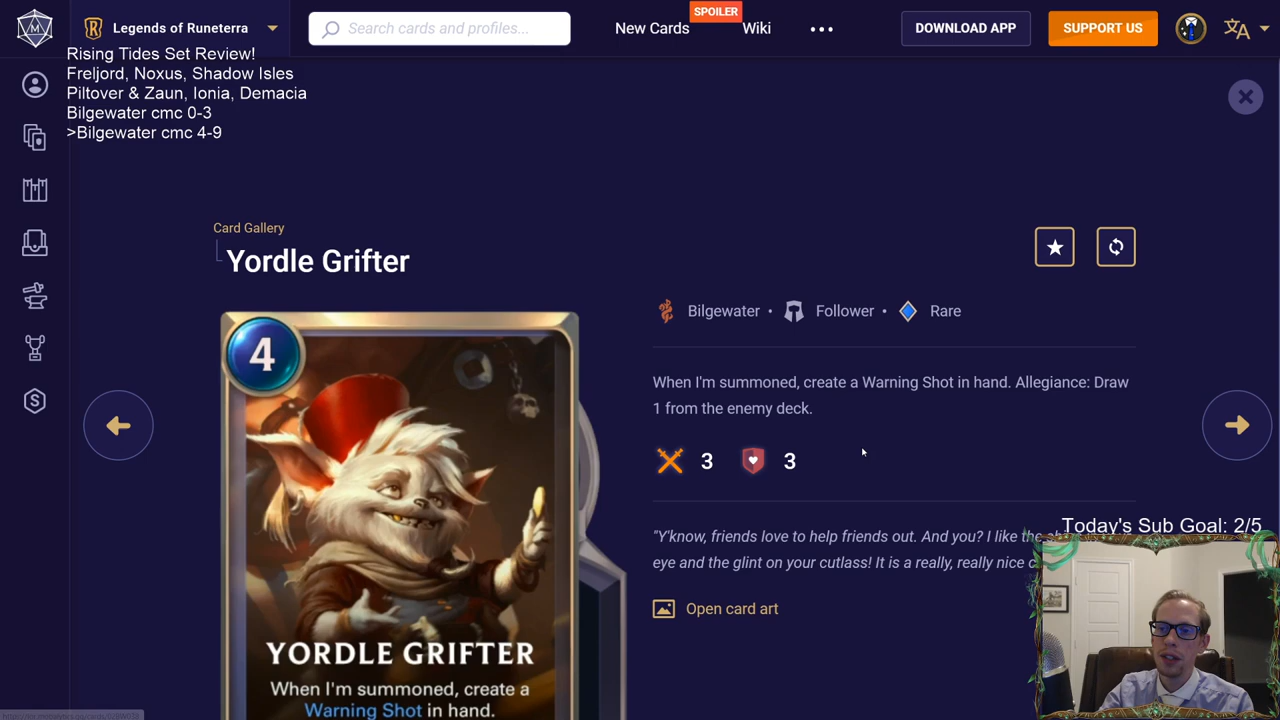 Legends of Runeterra
Search cards and profiles...
New Cards
SPOILER
Wiki
DOWNLOAD APP
SUPPORT US
Rising Tides Set Review!
Freljord, Noxus, Shadow Isles
Piltover & Zaun, Ionia, Demacia
Bilgewater cmc 0-3
>Bilgewater cmc 4-9
Card Gallery
Yordle Grifter
Bilgewater • Follower • Rare
4
When I'm summoned, create a Warning Shot in hand. Allegiance: Draw
1 from the enemy deck.
3 3
"Y'know, friends love to help friends out. And you? I like the
eye and the glint on your cutlass! It is a really, really nice
Open card art
YORDLE GRIFTER
When I'm summoned, create a
Warning Shot in hand.
Today's Sub Goal: 2/5